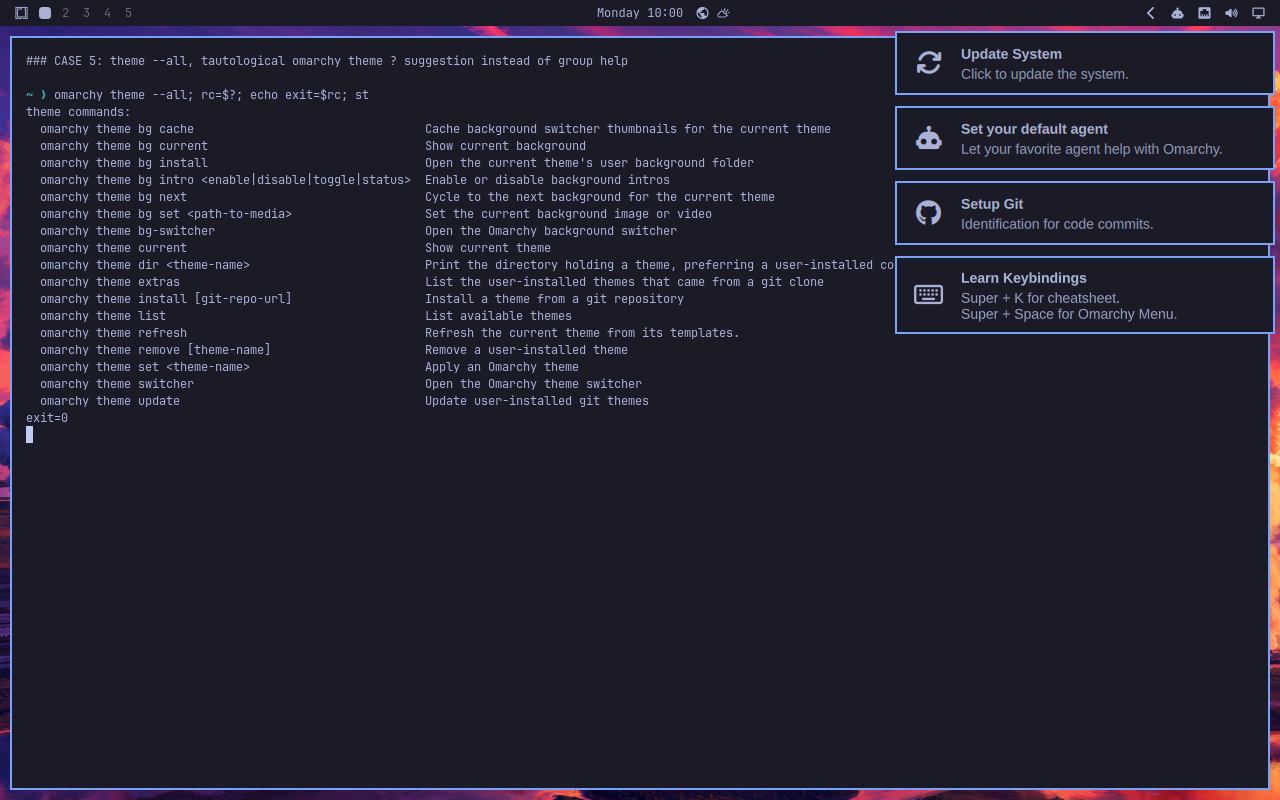 2 3 4 5
Monday 10:00
### CASE 5: theme --all, tautological omarchy theme ? suggestion instead of group help
~ ❯ omarchy theme --all; rc=$?; echo exit=$rc; st
theme commands:
omarchy theme bg cache Cache background switcher thumbnails for the current theme
omarchy theme bg current Show current background
omarchy theme bg install Open the current theme's user background folder
omarchy theme bg intro <enable|disable|toggle|status> Enable or disable background intros
omarchy theme bg next Cycle to the next background for the current theme
omarchy theme bg set <path-to-media> Set the current background image or video
omarchy theme bg-switcher Open the Omarchy background switcher
omarchy theme current Show current theme
omarchy theme dir <theme-name> Print the directory holding a theme, preferring a user-installed co
omarchy theme extras List the user-installed themes that came from a git clone
omarchy theme install [git-repo-url] Install a theme from a git repository
omarchy theme list List available themes
omarchy theme refresh Refresh the current theme from its templates.
omarchy theme remove [theme-name] Remove a user-installed theme
omarchy theme set <theme-name> Apply an Omarchy theme
omarchy theme switcher Open the Omarchy theme switcher
omarchy theme update Update user-installed git themes
exit=0
Update System
Click to update the system.
Set your default agent
Let your favorite agent help with Omarchy.
Setup Git
Identification for code commits.
Learn Keybindings
Super + K for cheatsheet.
Super + Space for Omarchy Menu.